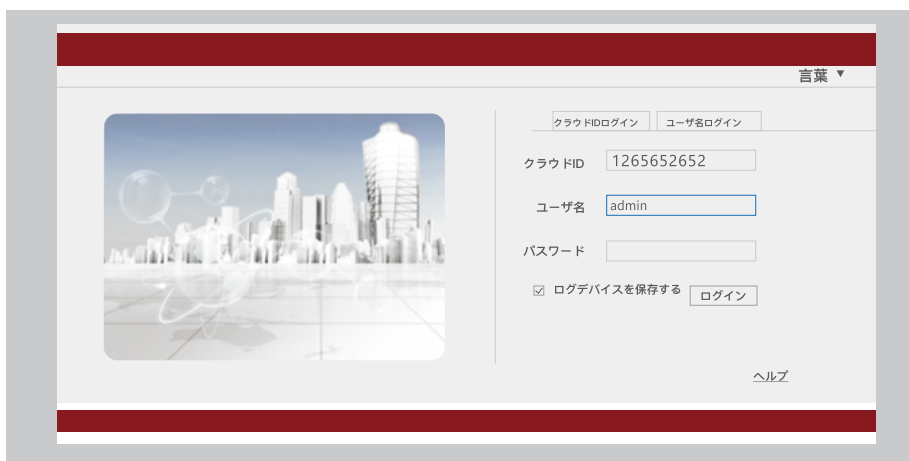 言葉 ▼
クラウドIDログイン ユーザ名ログイン
クラウドID 1265652652
ユーザ名 admin
パスワード
ログデバイスを保存する ログイン
ヘルプ